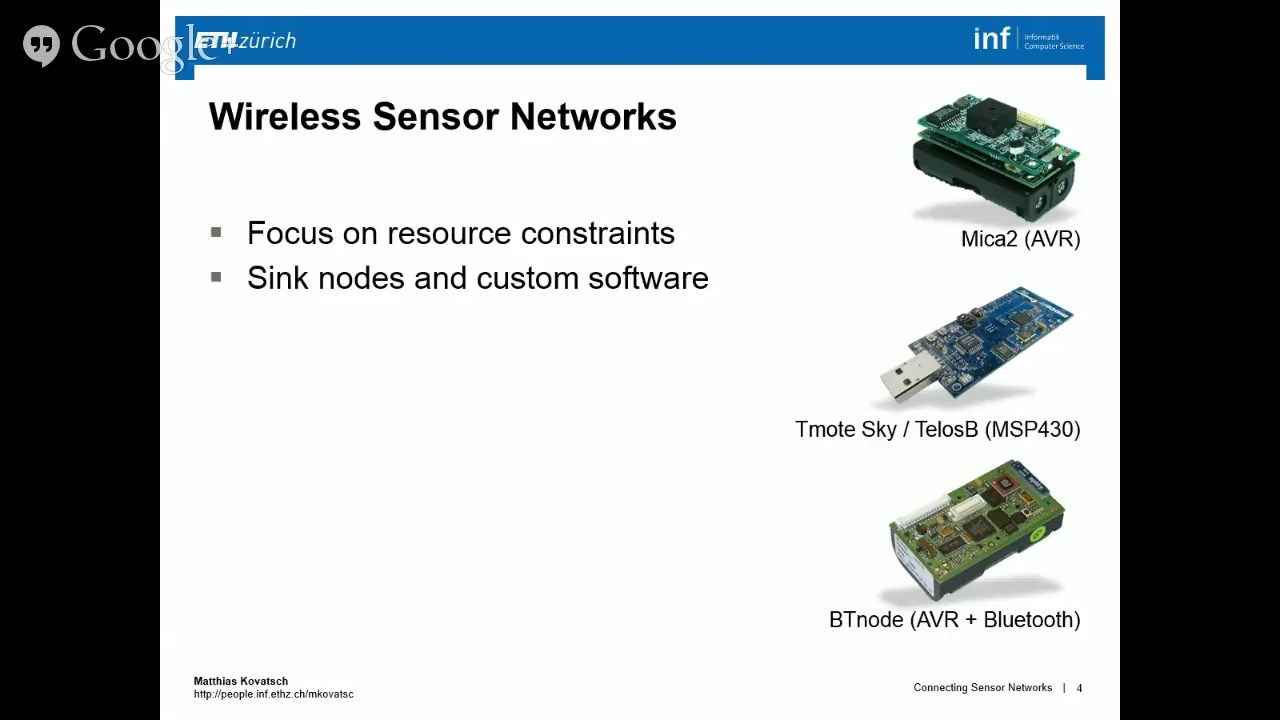 Google+
ETH zürich
inf
Informatik
Computer Science
Wireless Sensor Networks
Focus on resource constraints
Sink nodes and custom software
Mica2 (AVR)
Tmote Sky / TelosB (MSP430)
BTnode (AVR + Bluetooth)
Matthias Kovatsch
http://people.inf.ethz.ch/mkovatsc
Connecting Sensor Networks | 4